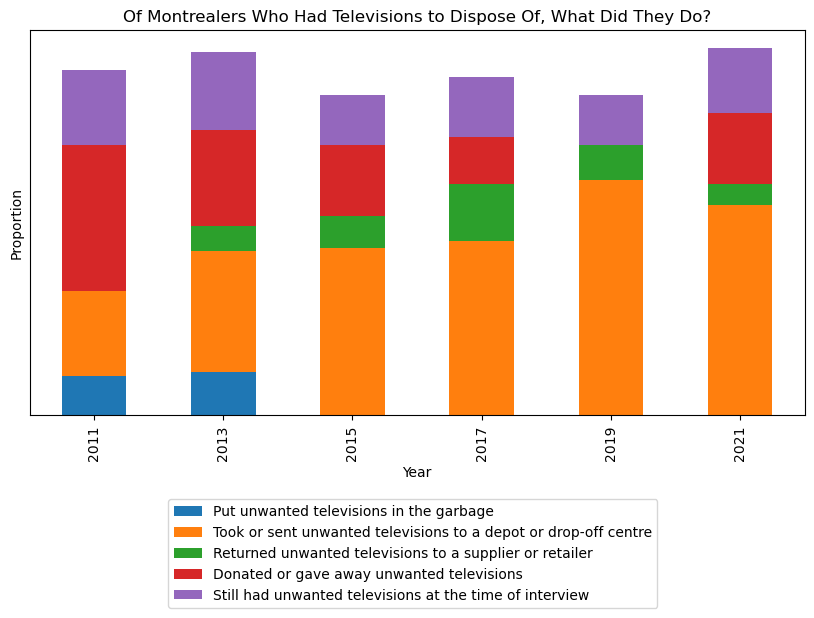 Of Montrealers Who Had Televisions to Dispose Of, What Did They Do?
Proportion
2011
2013
2015
2017
2019
2021
Year
Put unwanted televisions in the garbage
Took or sent unwanted televisions to a depot or drop-off centre
Returned unwanted televisions to a supplier or retailer
Donated or gave away unwanted televisions
Still had unwanted televisions at the time of interview